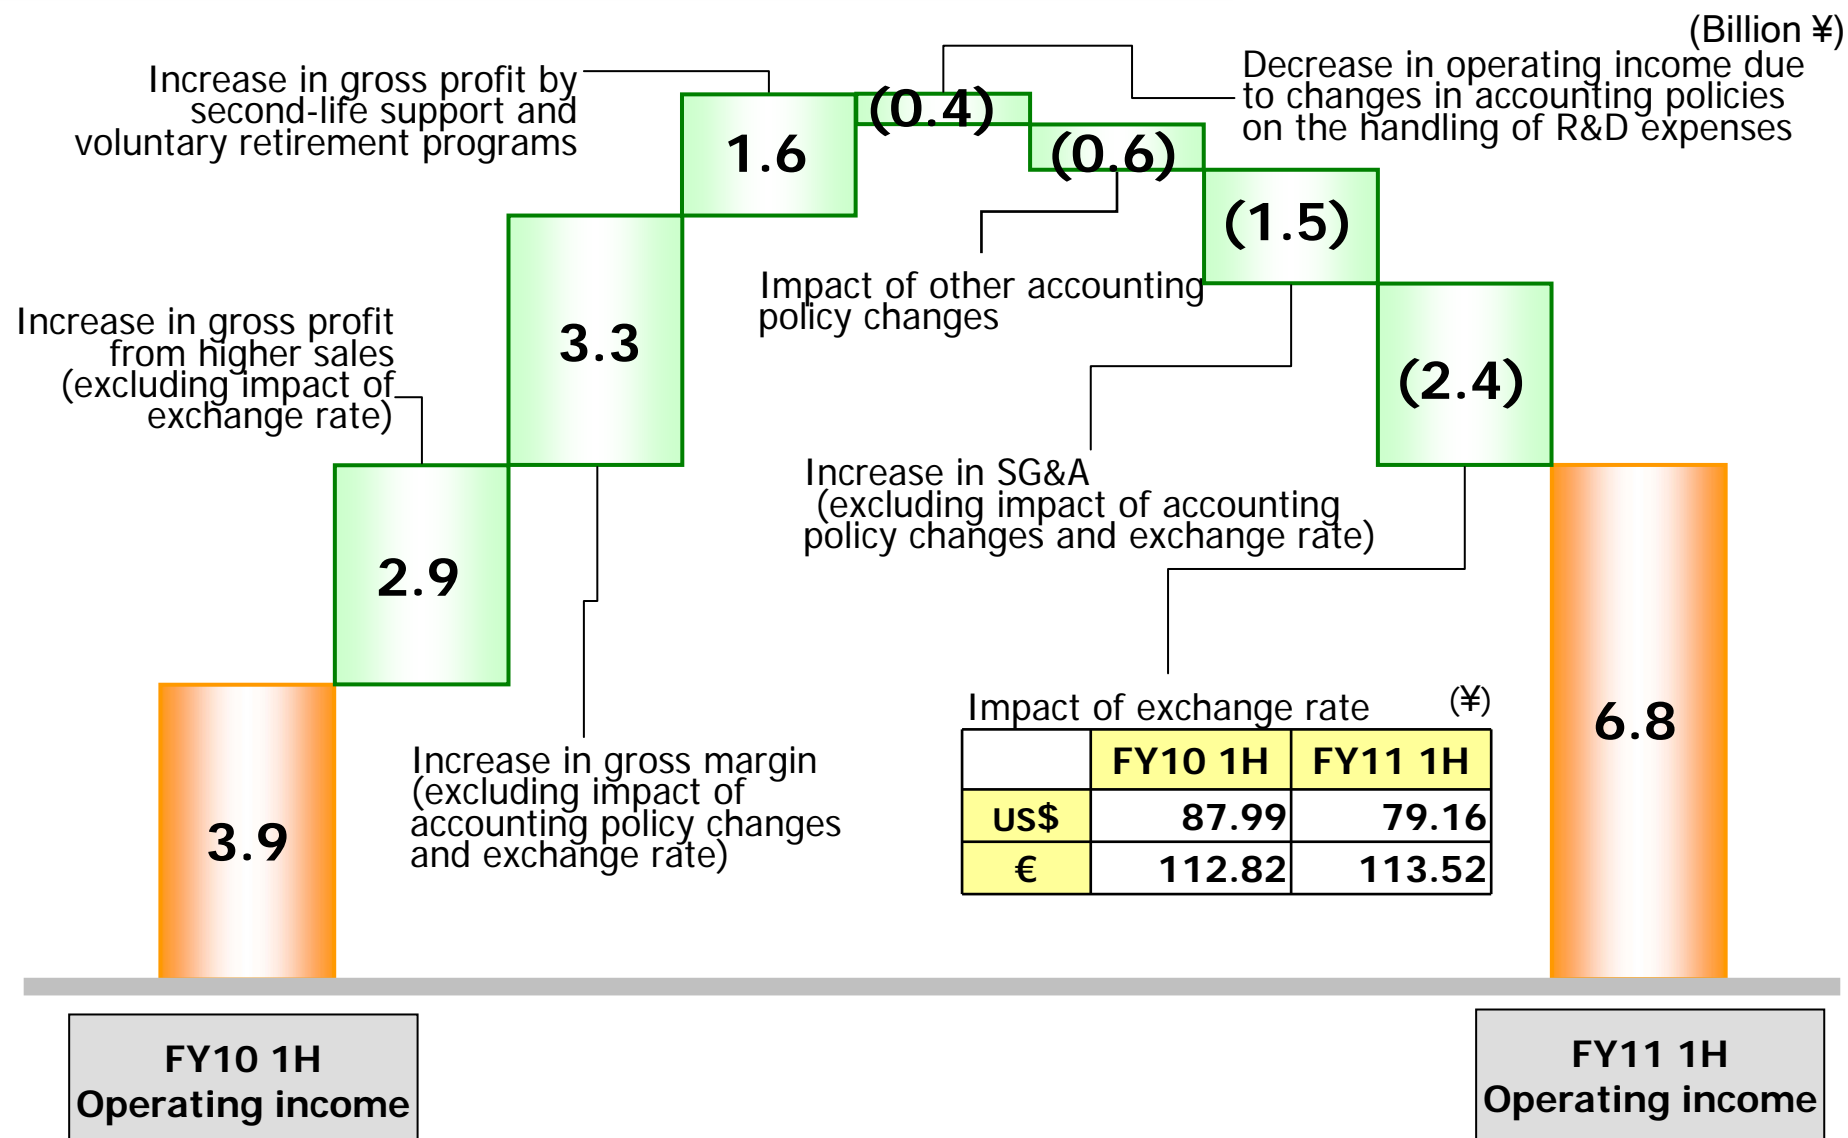 (Billion ¥)
Increase in gross profit by
second-life support and
voluntary retirement programs
Decrease in operating income due
to changes in accounting policies
on the handling of R&D expenses
(0.4)
1.6
(0.6)
(1.5)
Impact of other accounting
policy changes
Increase in gross profit
from higher sales
(excluding impact of
exchange rate)
3.3
(2.4)
Increase in SG&A
(excluding impact of accounting
policy changes and exchange rate)
2.9
Impact of exchange rate (¥)
FY10 1H FY11 1H
US$ 87.99 79.16
€ 112.82 113.52
6.8
Increase in gross margin
(excluding impact of
accounting policy changes
and exchange rate)
3.9
FY10 1H
Operating income
FY11 1H
Operating income